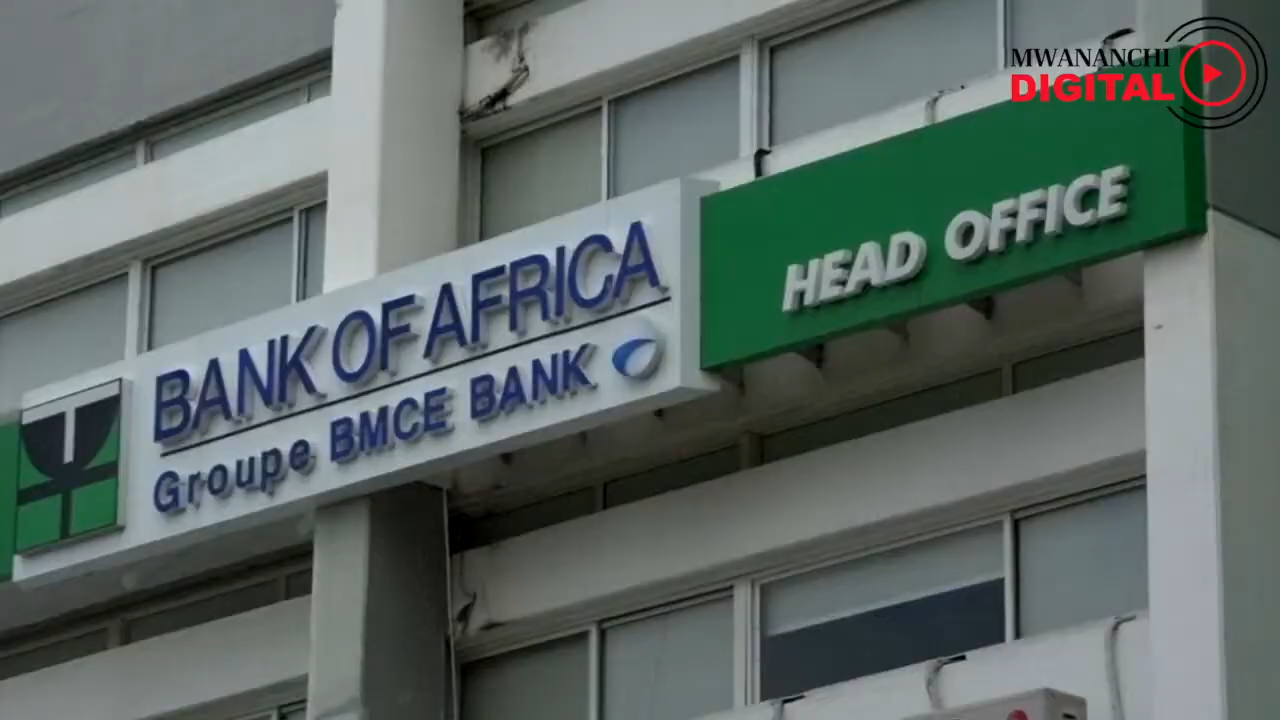 MWANANCHI
DIGITAL
HEAD OFFICE
BANK OF AFRICA
Groupe BMCE BANK